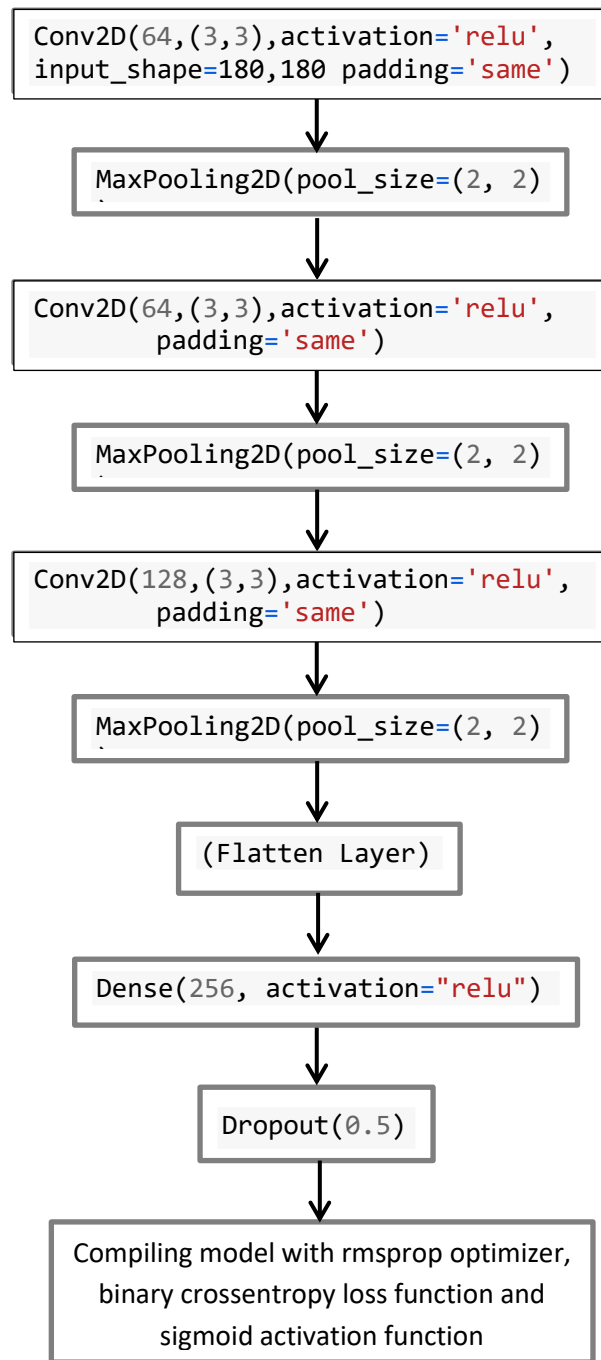 Conv2D(64,(3,3),activation='relu',
input_shape=180,180 padding='same')
MaxPooling2D(pool_size=(2, 2)
Conv2D(64,(3,3),activation='relu',
padding='same')
MaxPooling2D(pool_size=(2, 2)
Conv2D(128,(3,3),activation='relu',
padding='same')
MaxPooling2D(pool_size=(2, 2)
(Flatten Layer)
Dense(256, activation="relu")
Dropout(0.5)
Compiling model with rmsprop optimizer,
binary crossentropy loss function and
sigmoid activation function